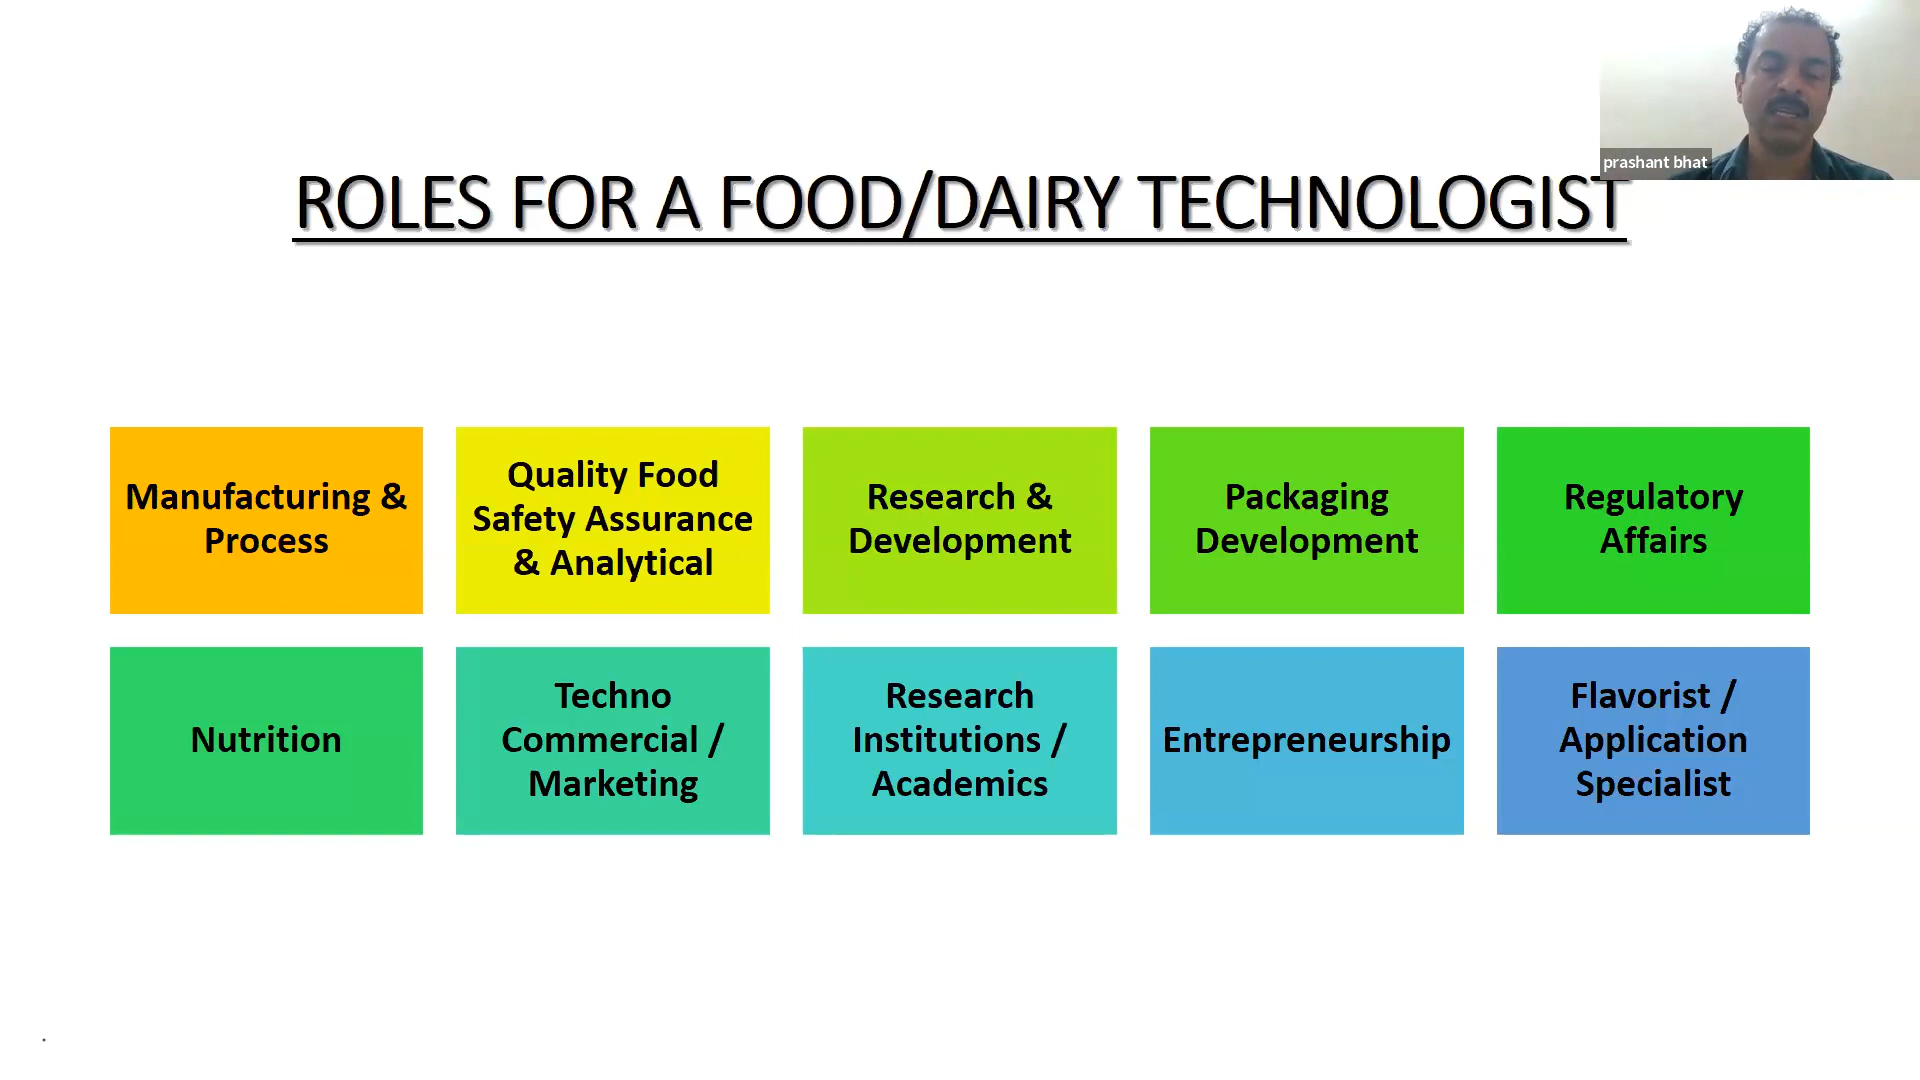 prashant bhat
ROLES FOR A FOOD/DAIRY TECHNOLOGIST
Manufacturing &
Process
Quality Food
Safety Assurance
& Analytical
Research &
Development
Packaging
Development
Regulatory
Affairs
Nutrition
Techno
Commercial /
Marketing
Research
Institutions /
Academics
Entrepreneurship
Flavorist /
Application
Specialist
.